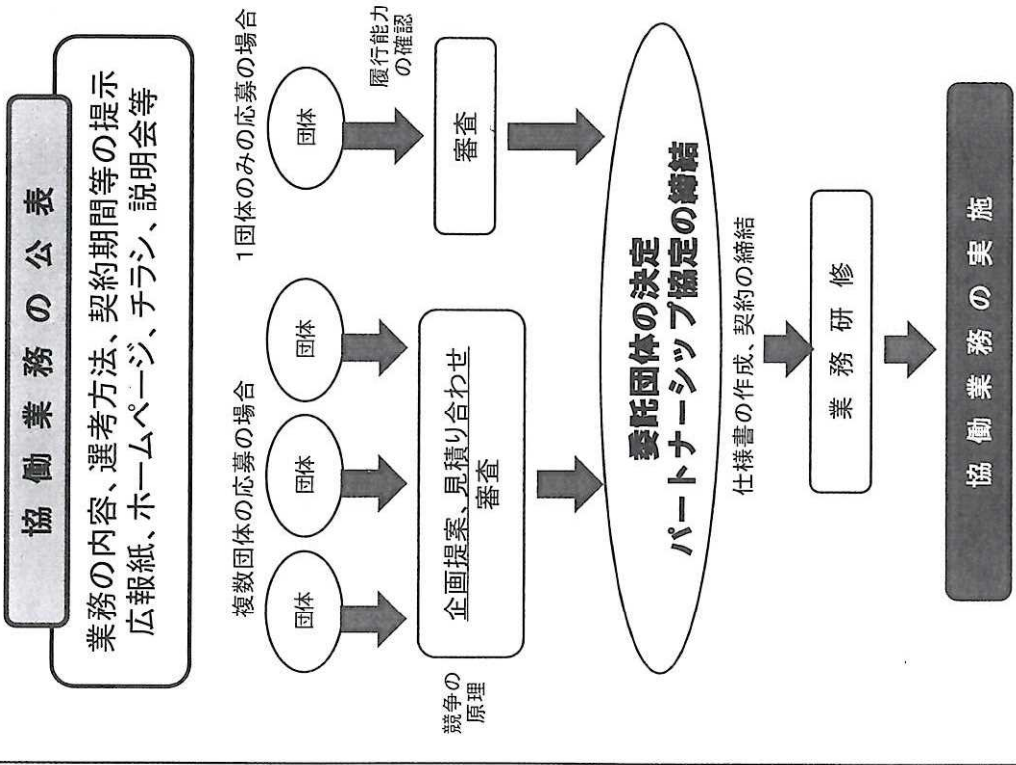 協働業務の公表
業務の内容、選考方法、契約期間等の提示
広報紙、ホームページ、チラシ、説明会等
複数団体の応募の場合
団体
団体
団体
競争の
原理
企画提案、見積り合わせ
審査
1団体のみの応募の場合
団体
履行能力
の確認
審査
委託団体の決定
パートナーシップ協定の締結
仕様書の作成、契約の締結
業務研修
協働業務の実施